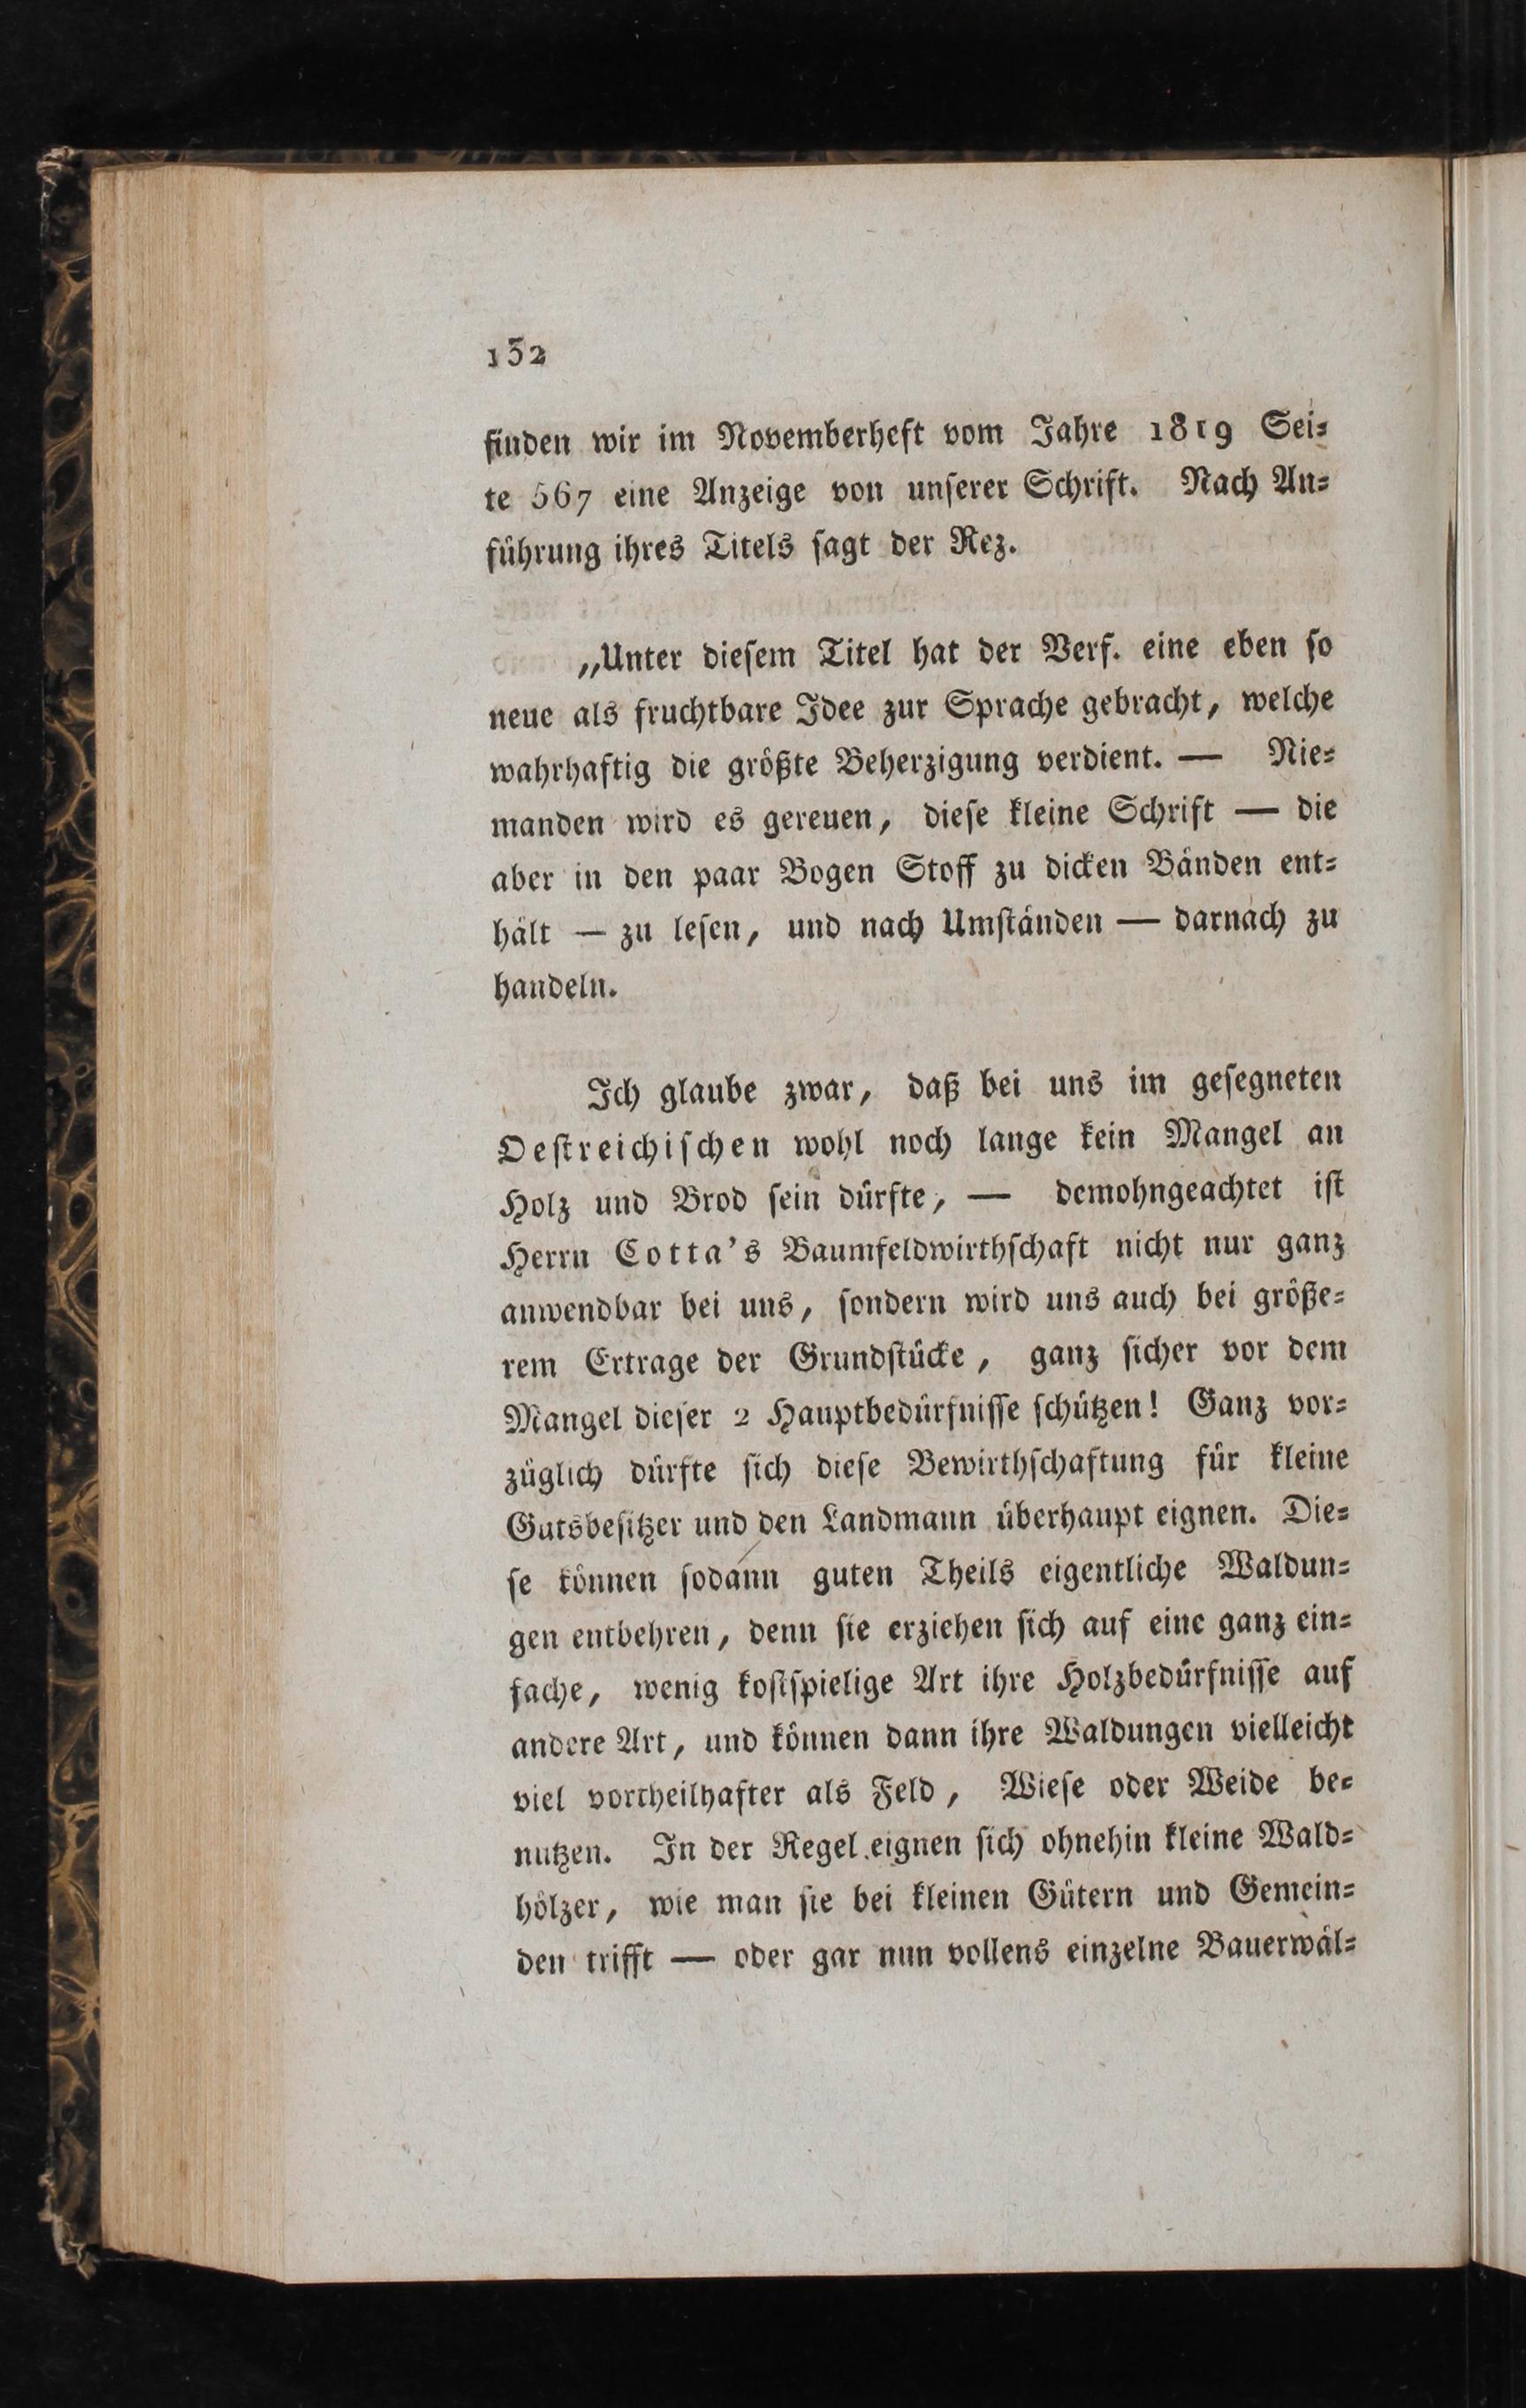 132
finden wir im Novemberheft vom Jahre 1819 Sei-
te 567 eine Anzeige von unserer Schrift. Nach An-
führung ihres Titels sagt der Rez.
„Unter diesem Titel hat der Verf. eine eben so
neue als fruchtbare Idee zur Sprache gebracht, welche
wahrhaftig die größte Beherzigung verdient. — Nie-
manden wird es gereuen, diese kleine Schrift — die
aber in den paar Bogen Stoff zu dicken Bänden ent-
hält — zu lesen, und nach Umständen — darnach zu
handeln.
Ich glaube zwar, daß bei uns im gesegneten
Oestreichischen wohl noch lange kein Mangel an
Holz und Brod sein dürfte, — demohngeachtet ist
Herrn Cotta's Baumfeldwirthschaft nicht nur ganz
anwendbar bei uns, sondern wird uns auch bei größe-
rem Ertrage der Grundstücke, ganz sicher vor dem
Mangel dieser 2 Hauptbedürfnisse schützen! Ganz vor-
züglich dürfte sich diese Bewirthschaftung für kleine
Gutsbesitzer und den Landmann überhaupt eignen. Die-
se können sodann guten Theils eigentliche Waldun-
gen entbehren, denn sie erziehen sich auf eine ganz ein-
fache, wenig kostspielige Art ihre Holzbedürfnisse auf
andere Art, und können dann ihre Waldungen vielleicht
viel vortheilhafter als Feld, Wiese oder Weide be-
nutzen. In der Regel eignen sich ohnehin kleine Wald-
hölzer, wie man sie bei kleinen Gütern und Gemein-
den trifft — oder gar nun vollens einzelne Bauerwäl-